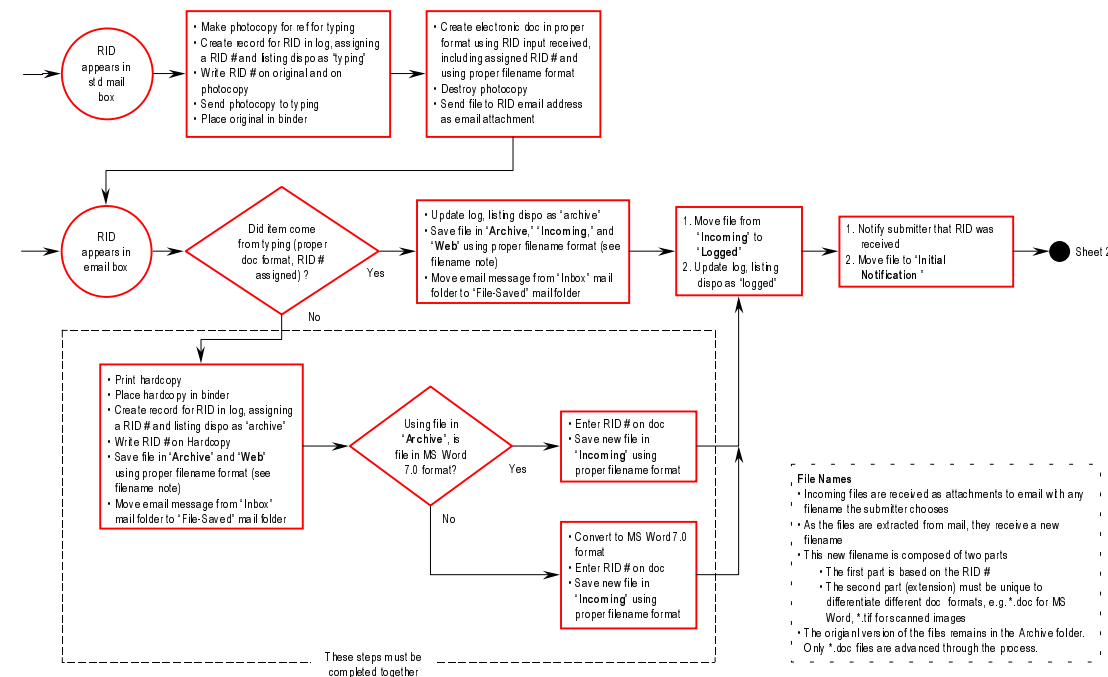 RID
appears in
std mail
box
• Make photocopy for ref for typing
• Create record for RID in log, assigning
a RID # and listing dispo as “typing”
• Write RID # on original and on
photocopy
• Send photocopy to typing
• Place original in binder
• Create electronic doc in proper
format using RID input received,
including assigned RID # and
using proper filename format
• Destroy photocopy
• Send file to RID email address
as email attachment
RID
appears in
email box
Did item come
from typing (proper
doc format, RID #
assigned) ?
Yes
No
• Update log, listing dispo as “archive”
• Save file in “Archive,” “Incoming,” and
“Web” using proper filename format (see
filename note)
• Move email message from “Inbox” mail
folder to “File-Saved” mail folder
1. Move file from
“Incoming” to
“Logged”
2. Update log, listing
dispo as “logged”
1. Notify submitter that RID was
received
2. Move file to “Initial
Notification ”
Sheet 2
• Print hardcopy
• Place hardcopy in binder
• Create record for RID in log, assigning
a RID # and listing dispo as “archive”
• Write RID # on Hardcopy
• Save file in “Archive” and “Web”
using proper filename format (see
filename note)
• Move email message from “Inbox”
mail folder to “File-Saved” mail folder
Using file in
“Archive”, is
file in MS Word
7.0 format?
Yes
No
• Enter RID # on doc
• Save new file in
“Incoming” using
proper filename format
• Convert to MS Word 7.0
format
• Enter RID # on doc
• Save new file in
“Incoming” using
proper filename format
These steps must be
completed together
File Names
• Incoming files are received as attachments to email with any
filename the submitter chooses
• As the files are extracted from mail, they receive a new
filename
• This new filename is composed of two parts
• The first part is based on the RID #
• The second part (extension) must be unique to
differentiate different doc formats, e.g. *.doc for MS
Word, *.tif for scanned images
• The origianl version of the files remains in the Archive folder.
Only *.doc files are advanced through the process.